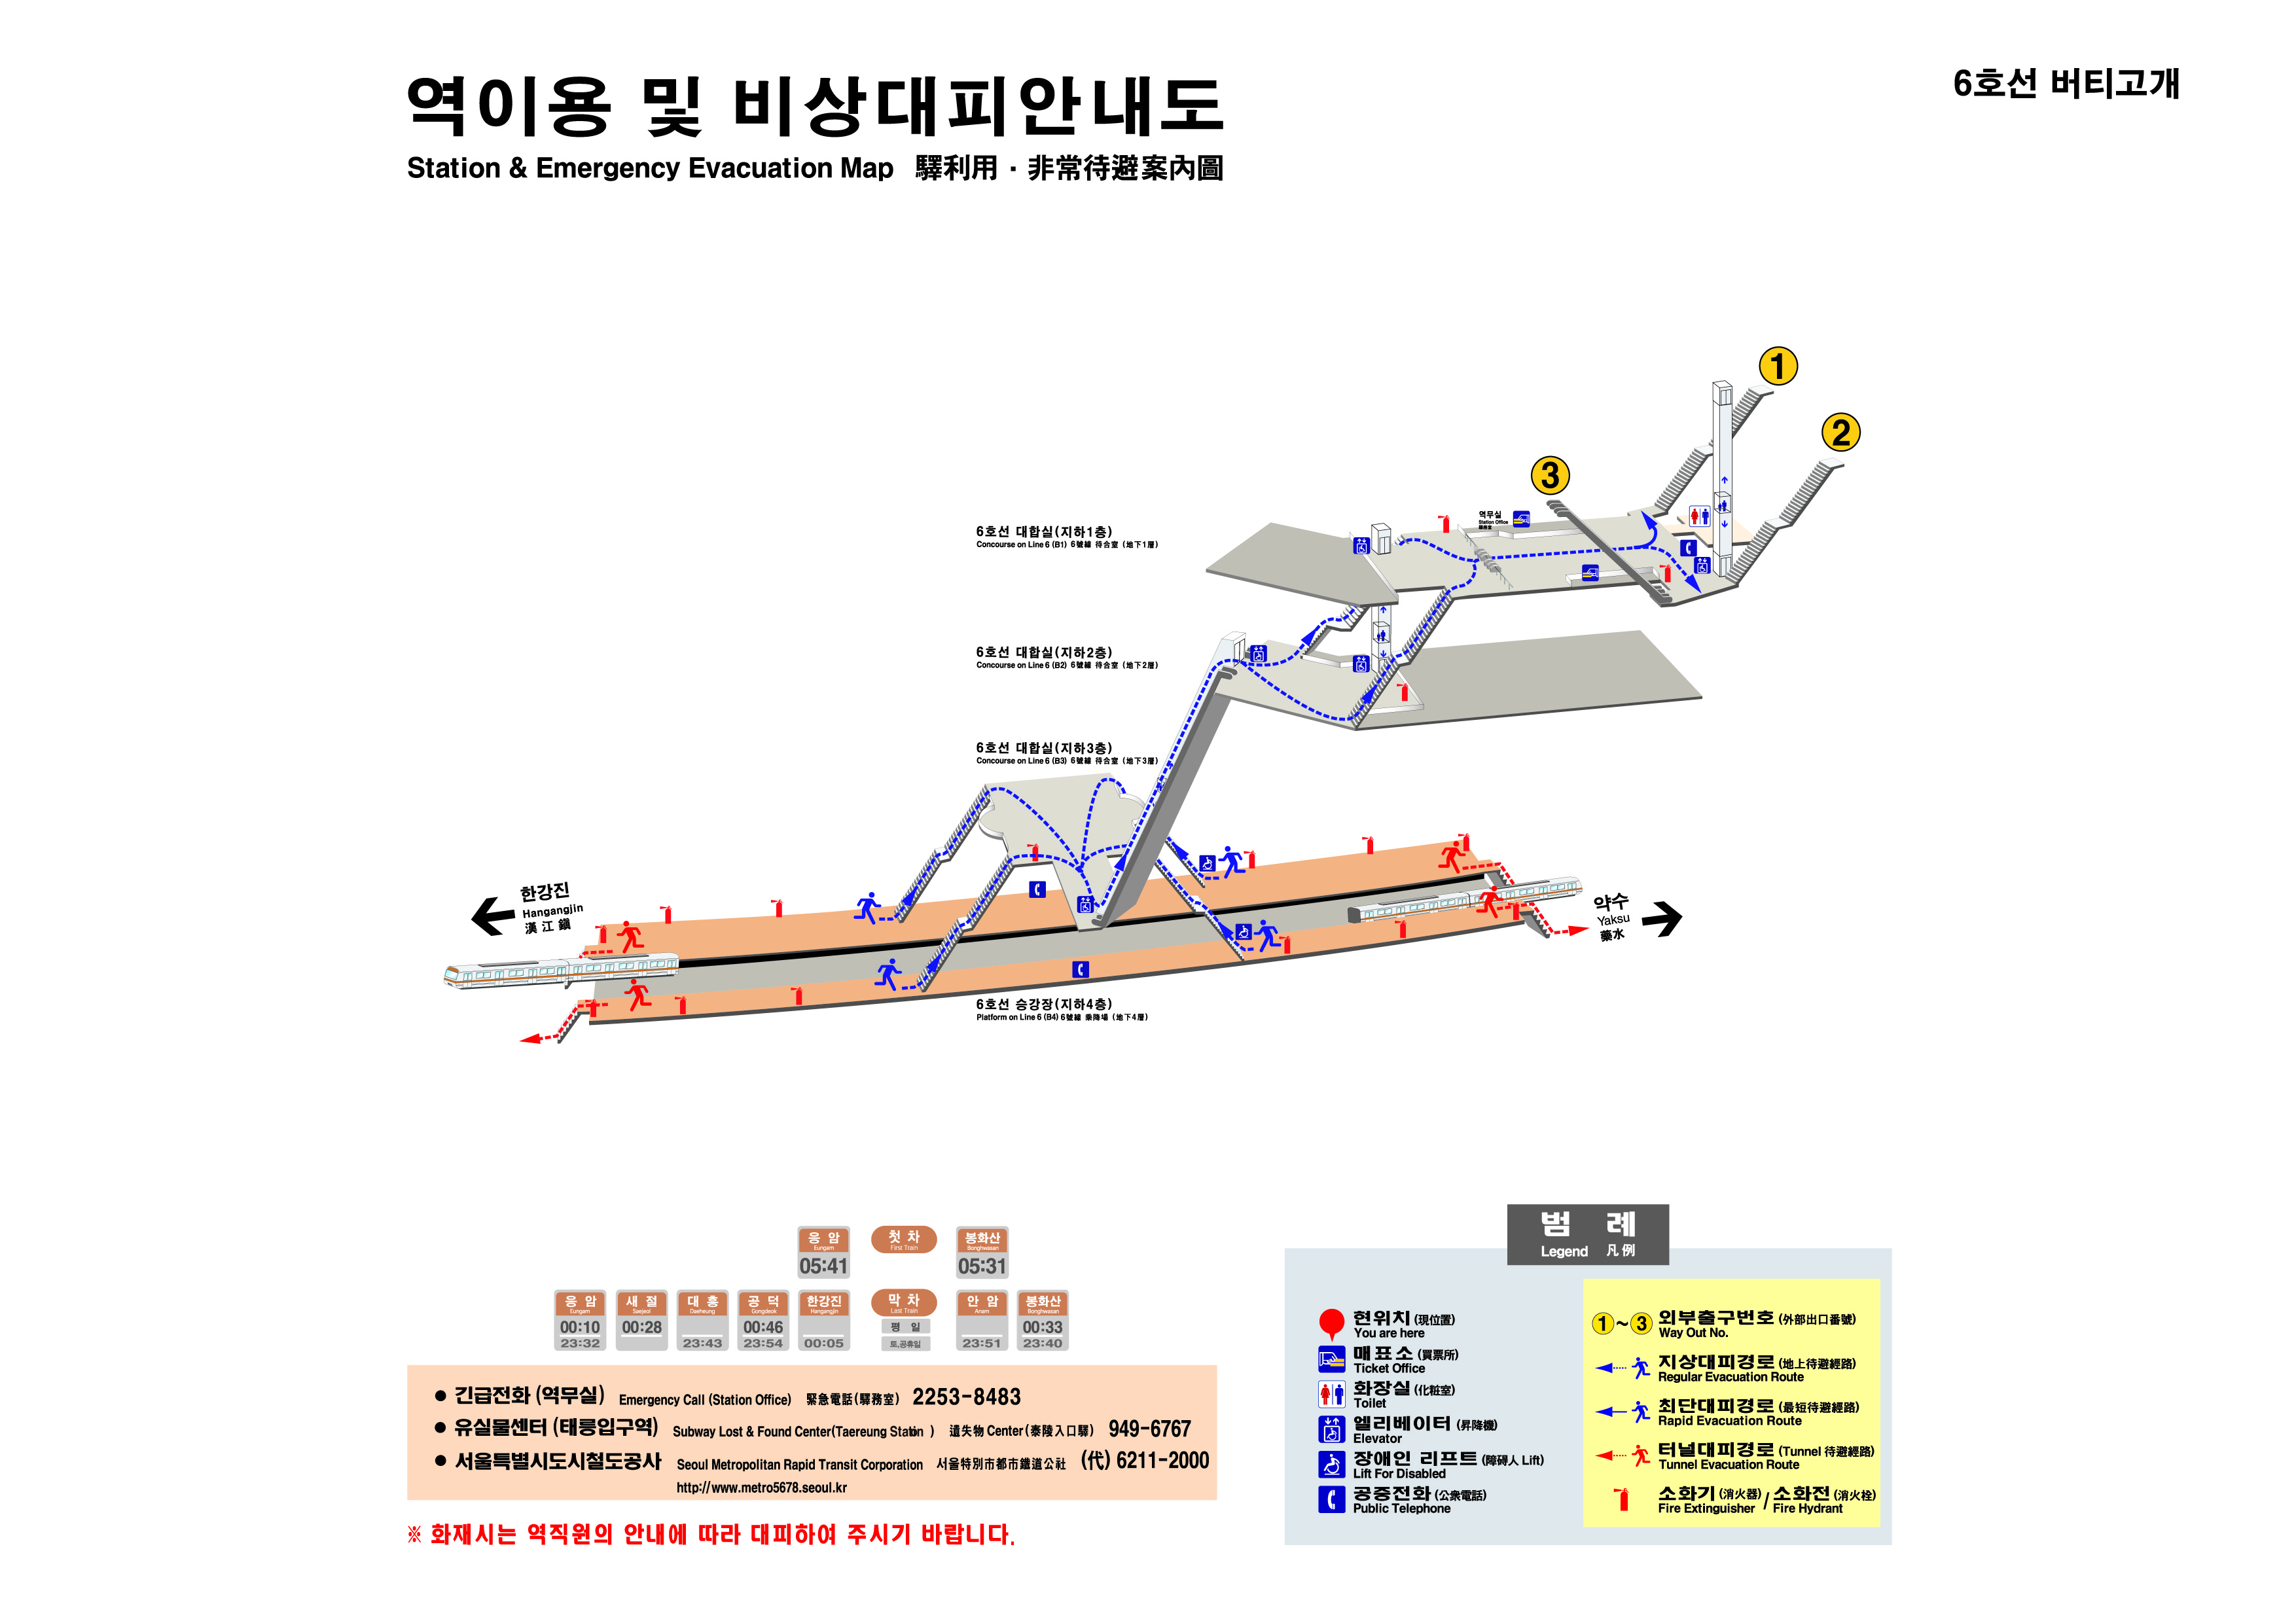 역이용 및 비상대피안내도
Station & Emergency Evacuation Map 驛利用 · 非常待避案內圖
6호선 버티고개
1
2
3
6호선 대합실(지하1층)
Concourse on Line 6 (B1) 6號線 待合室 (地下1層)
역무실
Station Office
驛務室
6호선 대합실(지하2층)
Concourse on Line 6 (B2) 6號線 待合室 (地下2層)
6호선 대합실(지하3층)
Concourse on Line 6 (B3) 6號線 待合室 (地下3層)
한강진
Hangangjin
漢江鎭
약수
Yaksu
藥水
6호선 승강장(지하4층)
Platform on Line 6 (B4) 6號線 乘降場 (地下4層)
응 암 첫 차 봉화산
Eungam First Train Bonghwasan
05:41 05:31
응 암 새 절 대 흥 공 덕 한강진 막 차 안 암 봉화산
Eungam Saejeol Daeheung Gongdeok Hangangjin Last Train Anam Bonghwasan
00:10 00:28 00:46 평 일 00:33
23:32 23:43 23:54 00:05 토,공휴일 23:51 23:40
● 긴급전화 (역무실) Emergency Call (Station Office) 緊急電話(驛務室) 2253-8483
● 유실물센터 (태릉입구역) Subway Lost & Found Center(Taereung Station ) 遺失物 Center(泰陵入口驛) 949-6767
● 서울특별시도시철도공사 Seoul Metropolitan Rapid Transit Corporation 서울特別市都市鐵道公社 (代) 6211-2000
http://www.metro5678.seoul.kr
※ 화재시는 역직원의 안내에 따라 대피하여 주시기 바랍니다.
범 례
Legend 凡例
현위치 (現位置)
You are here
매표소 (買票所)
Ticket Office
화장실 (化粧室)
Toilet
엘리베이터 (昇降機)
Elevator
장애인 리프트 (障碍人 Lift)
Lift For Disabled
공중전화 (公衆電話)
Public Telephone
1~3 외부출구번호 (外部出口番號)
Way Out No.
지상대피경로 (地上待避經路)
Regular Evacuation Route
최단대피경로 (最短待避經路)
Rapid Evacuation Route
터널대피경로 (Tunnel 待避經路)
Tunnel Evacuation Route
소화기 (消火器) / 소화전 (消火栓)
Fire Extinguisher / Fire Hydrant